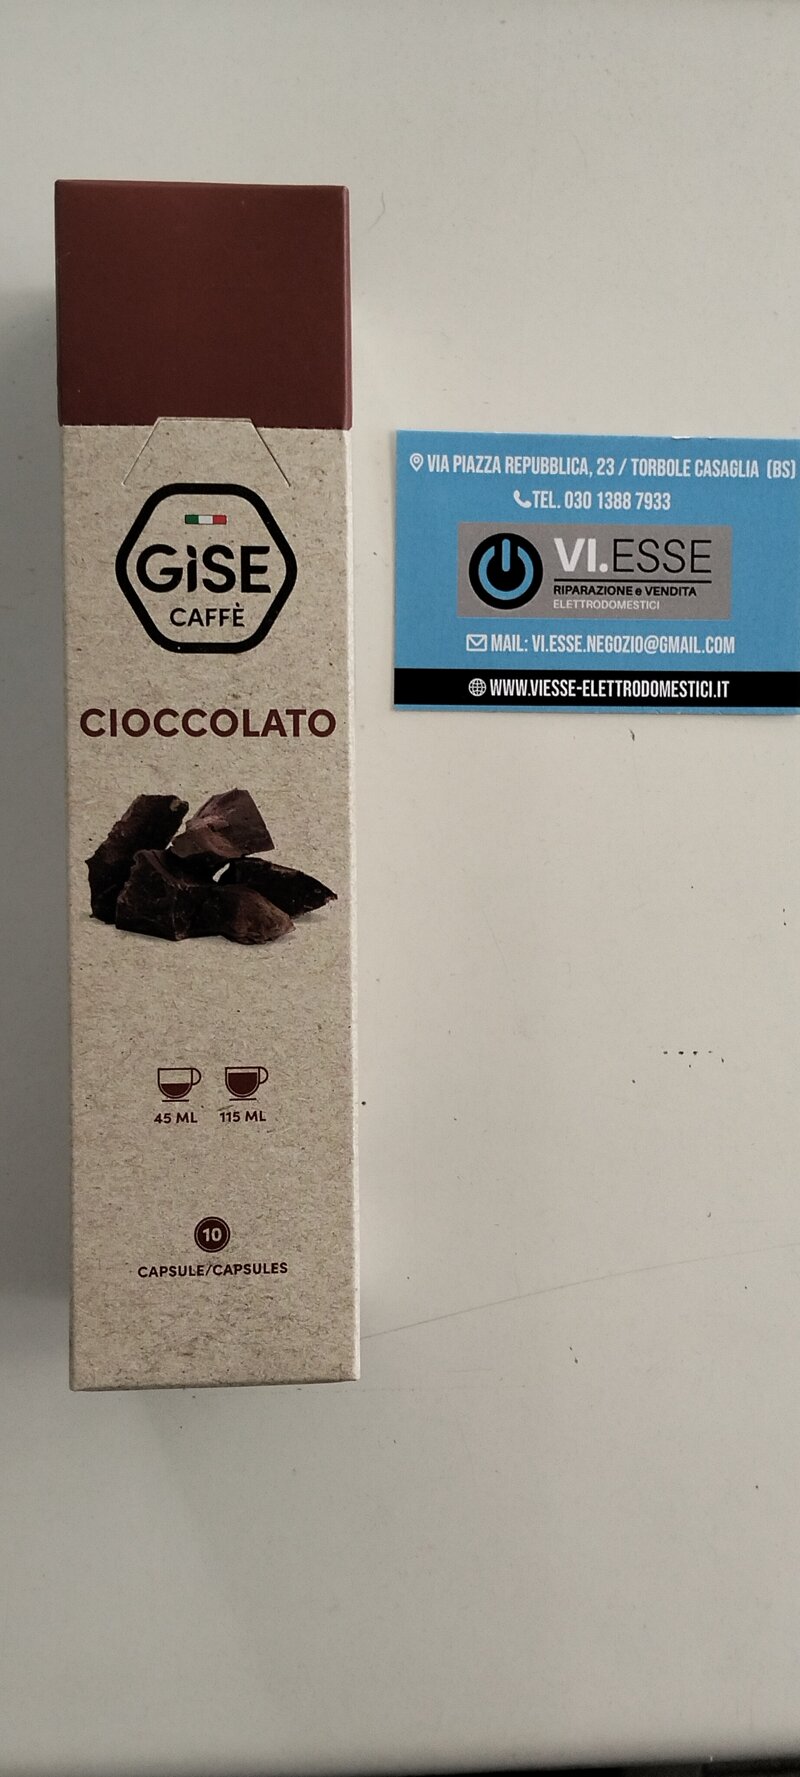 GiSE
CAFFÈ
CIOCCOLATO
45 ML 115 ML
10
CAPSULE/CAPSULES
VIA PIAZZA REPUBBLICA, 23 / TORBOLE CASAGLIA (BS)
TEL. 030 1388 7933
VI.ESSE
RIPARAZIONE e VENDITA
ELETTRODOMESTICI
MAIL: VI.ESSE.NEGOZIO@GMAIL.COM
WWW.VIESSE-ELETTRODOMESTICI.IT